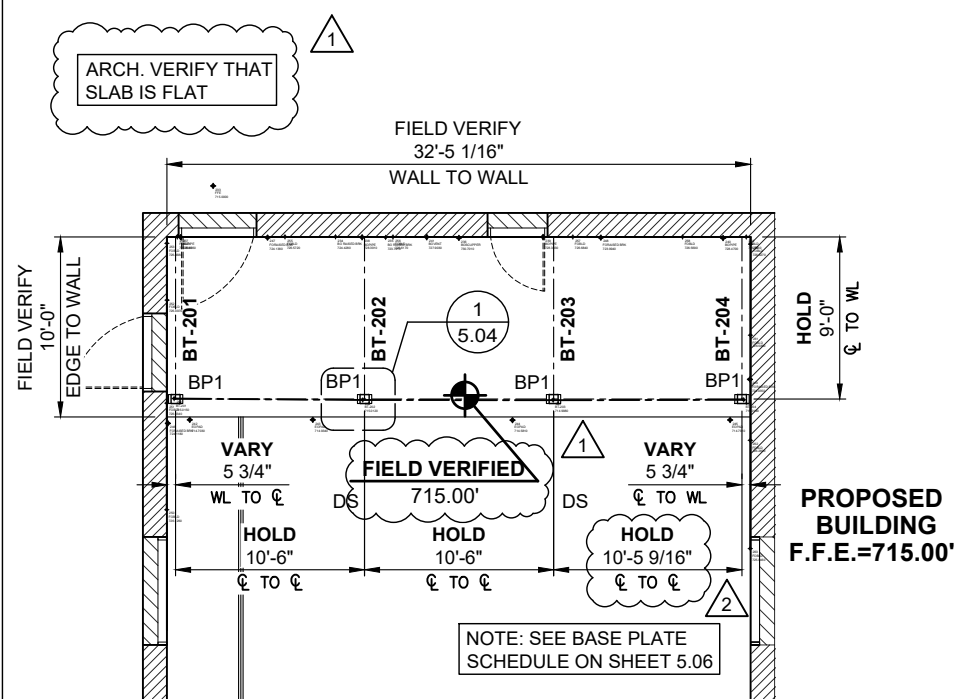 1
ARCH. VERIFY THAT
SLAB IS FLAT
FIELD VERIFY
32'-5 1/16"
WALL TO WALL
FIELD VERIFY
10'-0"
EDGE TO WALL
BT-201
BT-202
1
5.04
BT-203
BT-204
HOLD
9'-0"
℄ TO WL
BP1
BP1
BP1
BP1
1
VARY
5 3/4"
WL TO ℄
FIELD VERIFIED
715.00'
DS
DS
VARY
5 3/4"
℄ TO WL
PROPOSED
BUILDING
F.F.E.=715.00'
HOLD
10'-6"
℄ TO ℄
HOLD
10'-6"
℄ TO ℄
HOLD
10'-5 9/16"
℄ TO ℄
2
NOTE: SEE BASE PLATE
SCHEDULE ON SHEET 5.06